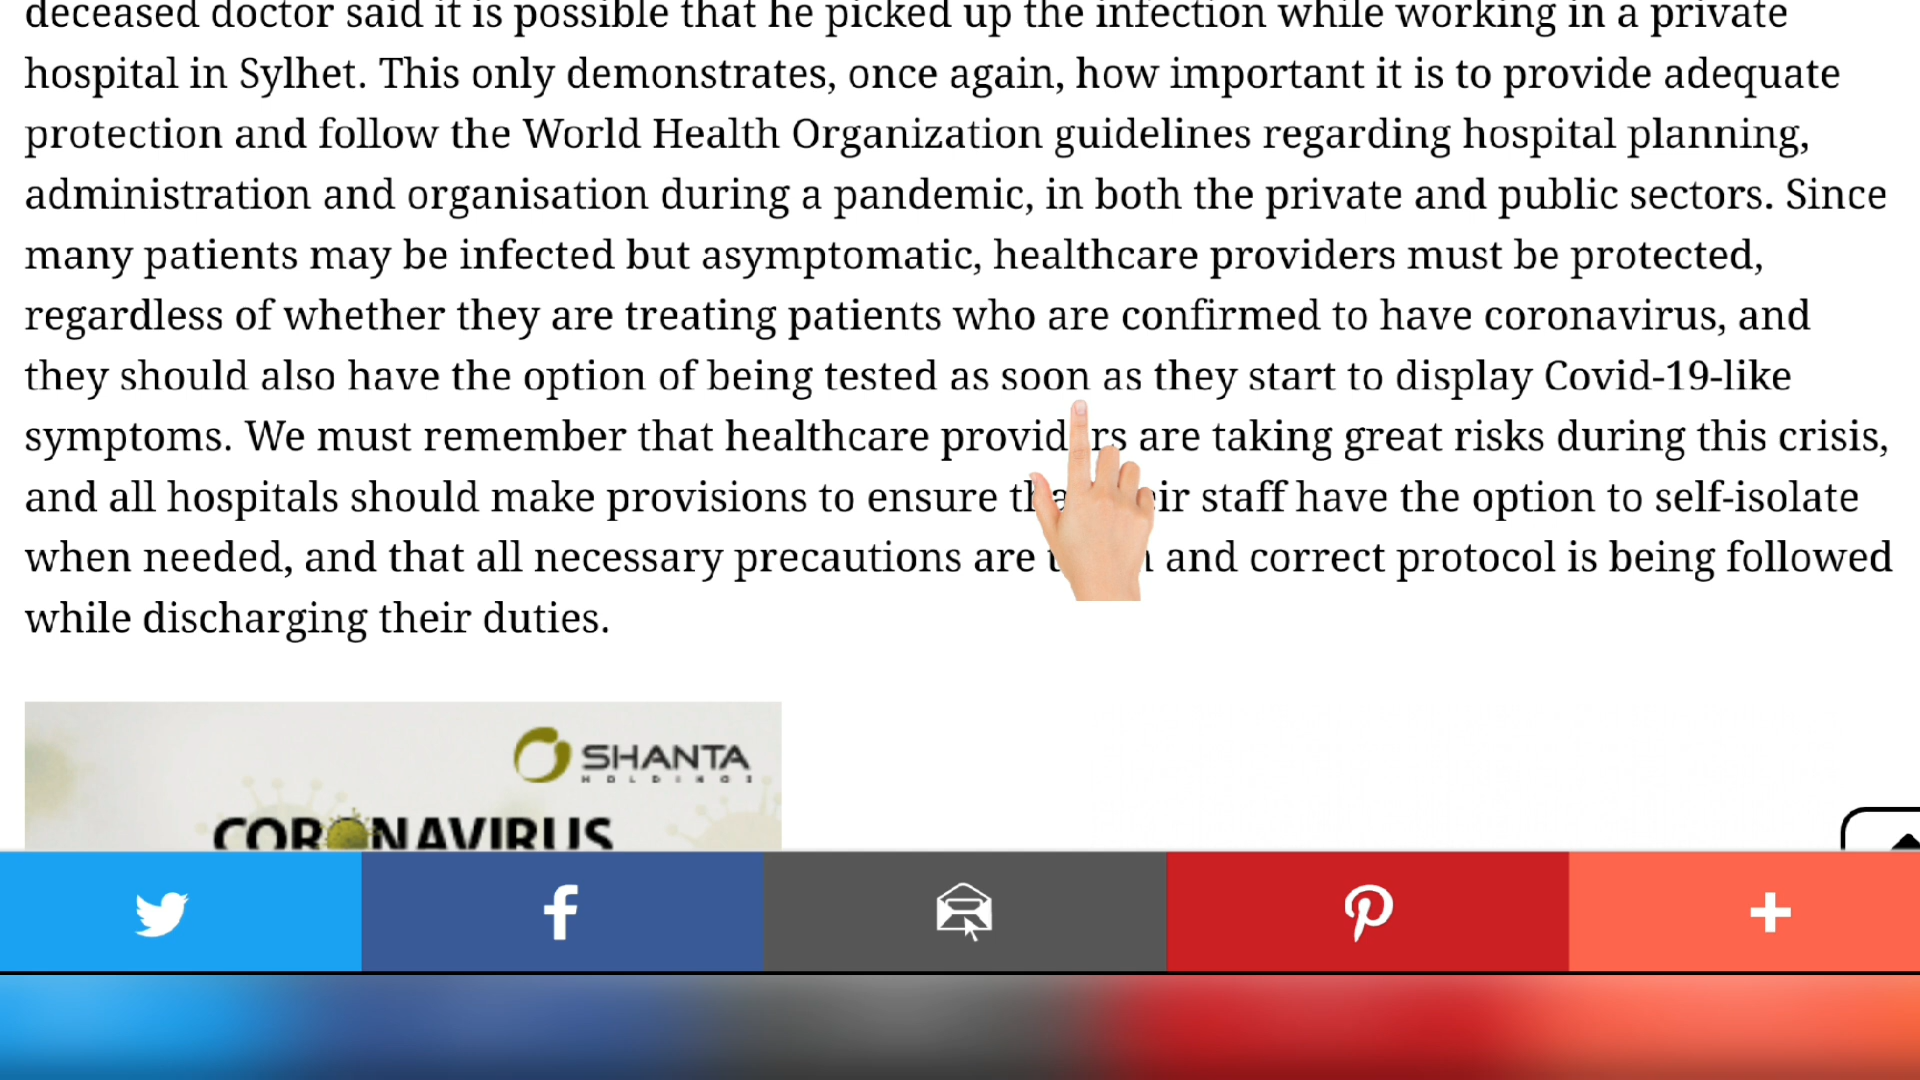 deceased doctor said it is possible that he picked up the infection while working in a private
hospital in Sylhet. This only demonstrates, once again, how important it is to provide adequate
protection and follow the World Health Organization guidelines regarding hospital planning,
administration and organisation during a pandemic, in both the private and public sectors. Since
many patients may be infected but asymptomatic, healthcare providers must be protected,
regardless of whether they are treating patients who are confirmed to have coronavirus, and
they should also have the option of being tested as soon as they start to display Covid-19-like
symptoms. We must remember that healthcare providers are taking great risks during this crisis,
and all hospitals should make provisions to ensure that their staff have the option to self-isolate
when needed, and that all necessary precautions are and correct protocol is being followed
while discharging their duties.
SHANTA
HOLDINGS
CORONAVIRUS